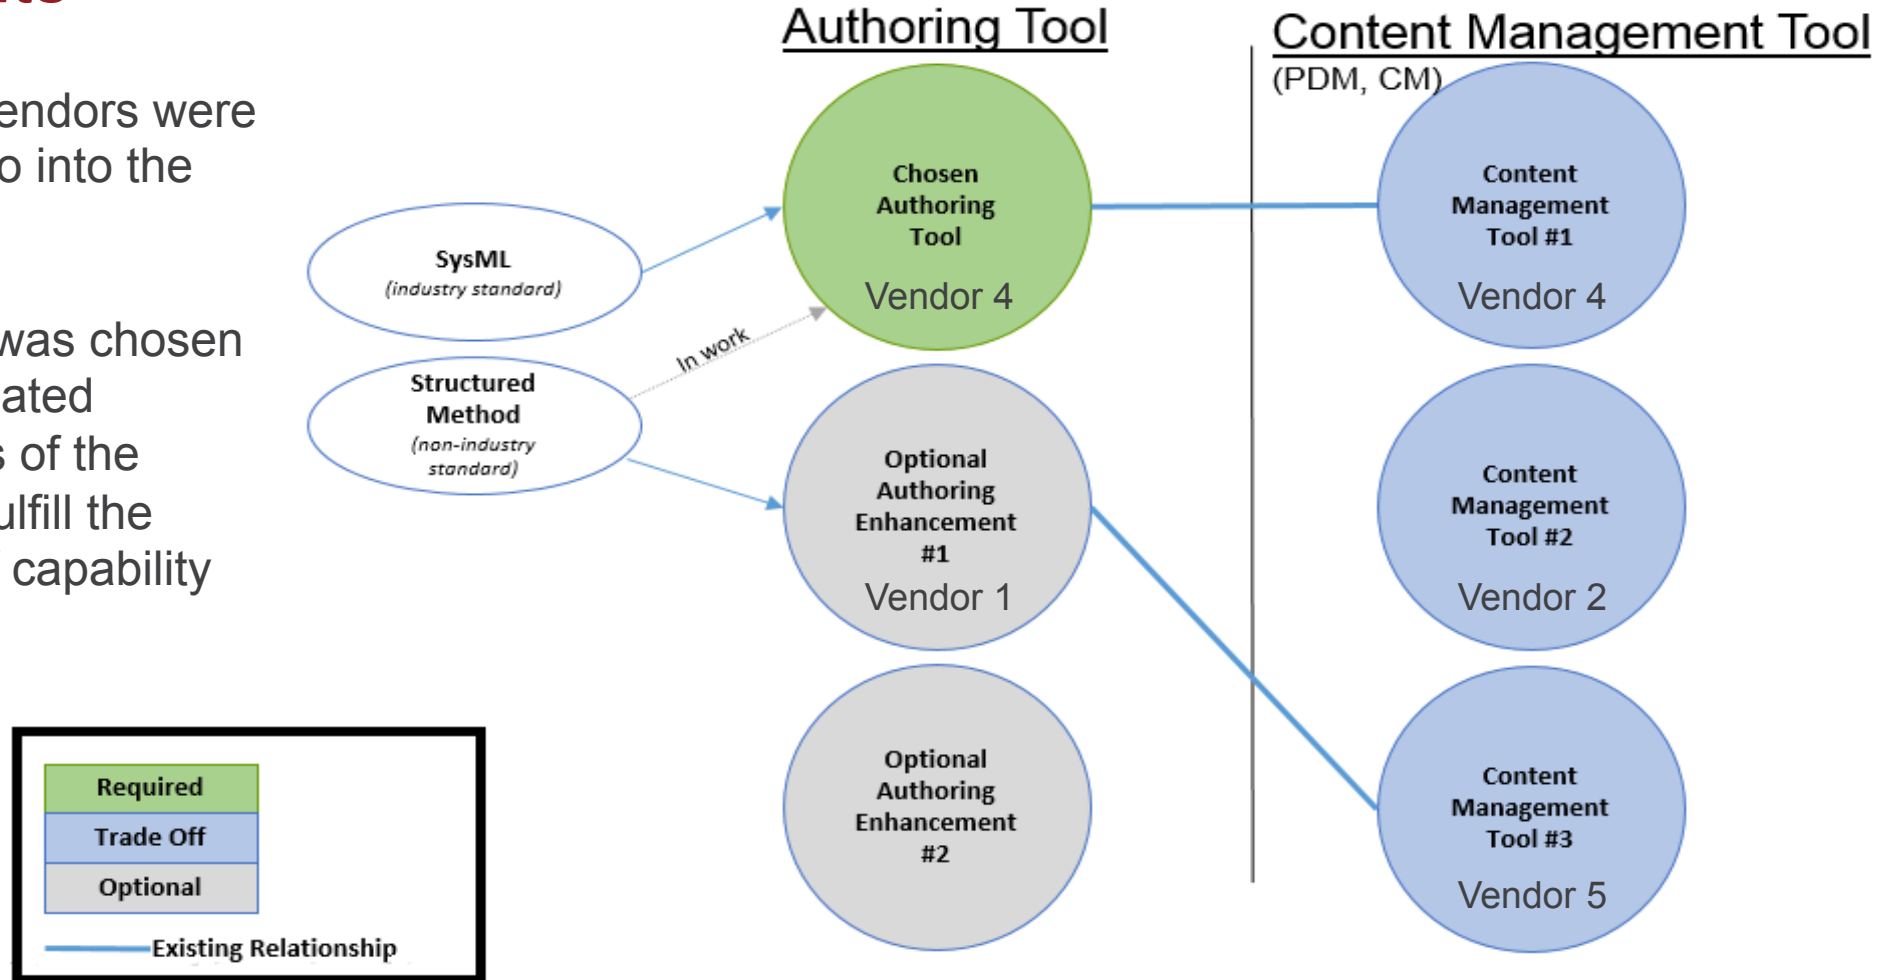 endors were
o into the
was chosen
ated
s of the
ulfill the
capability
Authoring Tool
Content Management Tool
(PDM, CM)
SysML
(industry standard)
Structured
Method
(non-industry
standard)
In work
Chosen
Authoring
Tool
Vendor 4
Optional
Authoring
Enhancement
#1
Vendor 1
Optional
Authoring
Enhancement
#2
Content
Management
Tool #1
Vendor 4
Content
Management
Tool #2
Vendor 2
Content
Management
Tool #3
Vendor 5
Required
Trade Off
Optional
Existing Relationship